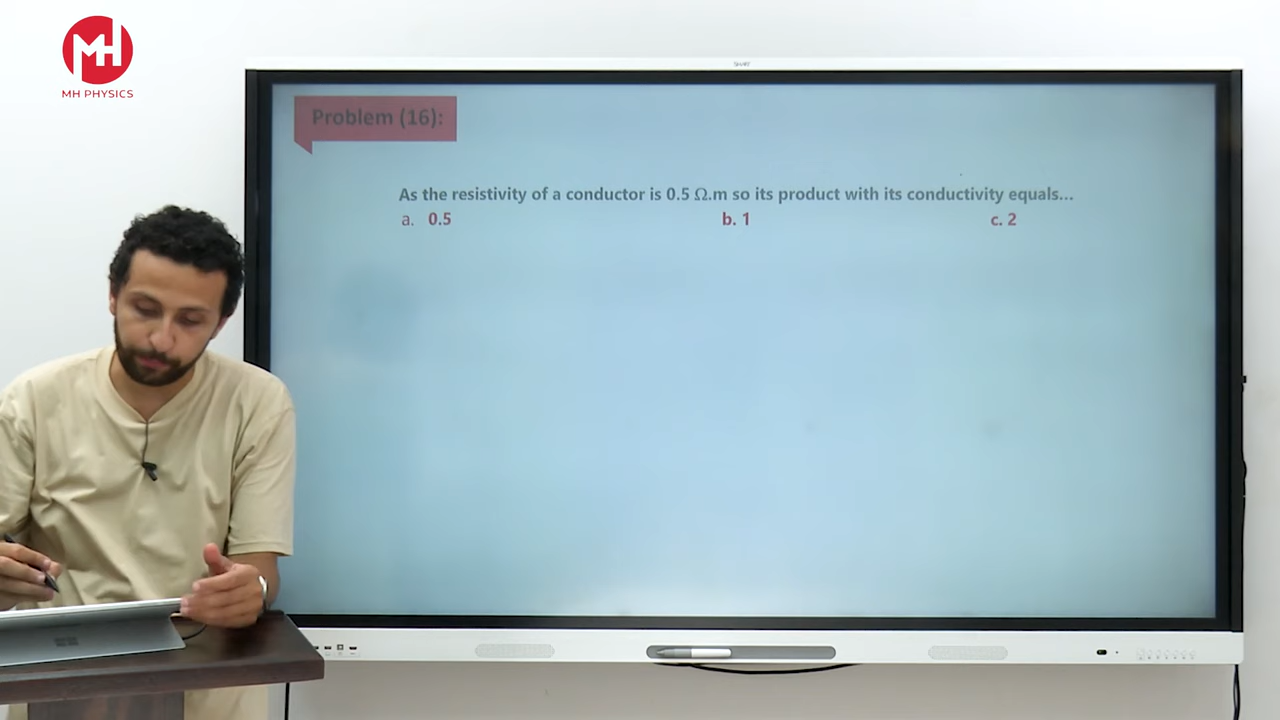 MH
MH PHYSICS
SMART
Problem (16):
As the resistivity of a conductor is 0.5 Ω.m so its product with its conductivity equals...
a. 0.5 b. 1 c. 2